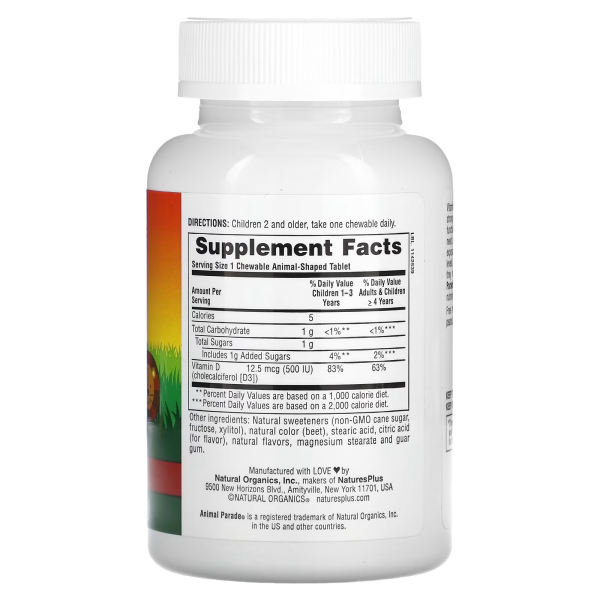 DIRECTIONS: Children 2 and older, take one chewable daily.
Supplement Facts
Serving Size 1 Chewable Animal-Shaped Tablet
Amount Per Serving % Daily Value Children 1–3 Years % Daily Value Adults & Children ≥ 4 Years
Calories 5
Total Carbohydrate 1 g <1%** <1%***
Total Sugars 1 g
Includes 1g Added Sugars 4%** 2%***
Vitamin D 12.5 mcg (500 IU) 83% 63%
(cholecalciferol [D3])
**Percent Daily Values are based on a 1,000 calorie diet.
***Percent Daily Values are based on a 2,000 calorie diet.
Other ingredients: Natural sweeteners (non-GMO cane sugar,
fructose, xylitol), natural color (beet), stearic acid, citric acid
(for flavor), natural flavors, magnesium stearate and guar
gum.
Manufactured with LOVE ♥ by
Natural Organics, Inc., makers of NaturesPlus
9500 New Horizons Blvd., Amityville, New York 11701, USA
©NATURAL ORGANICS® naturesplus.com
Animal Parade® is a registered trademark of Natural Organics, Inc.
in the US and other countries.
LBL. 1142539